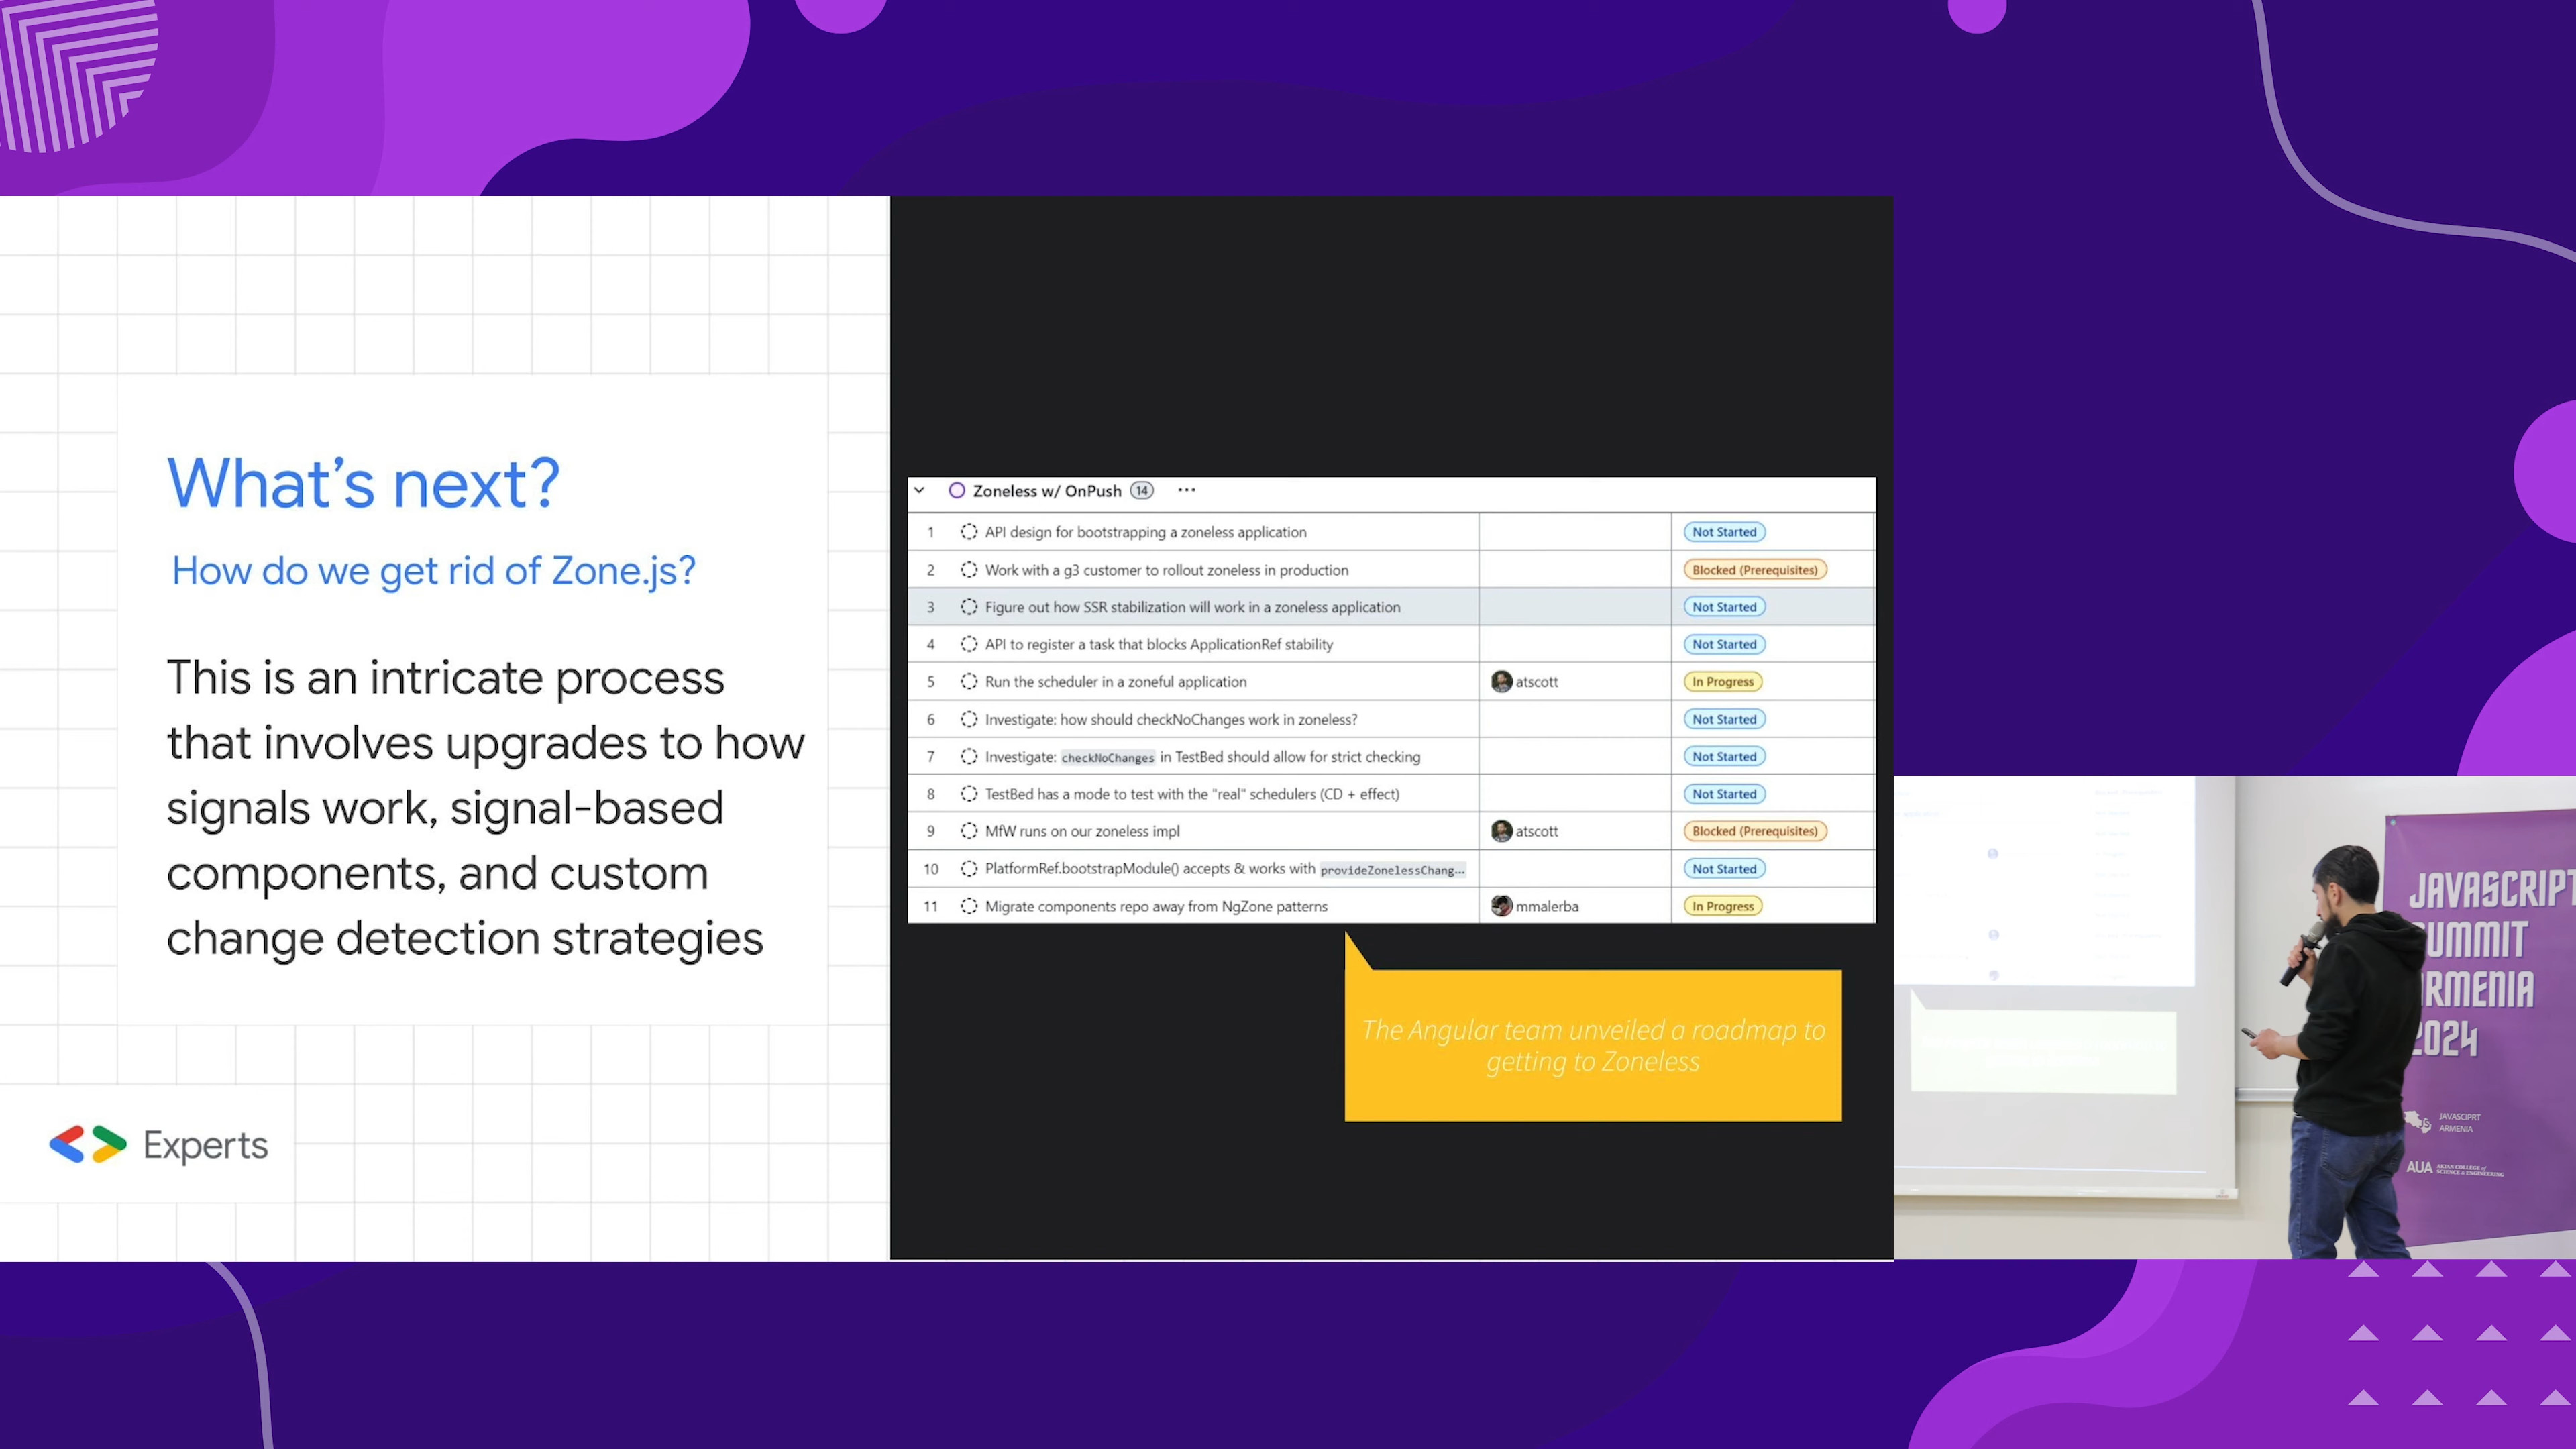 What's next?
How do we get rid of Zone.js?
This is an intricate process
that involves upgrades to how
signals work, signal-based
components, and custom
change detection strategies
Experts
Zoneless w/ OnPush 14 ...
1 API design for bootstrapping a zoneless application Not Started
2 Work with a g3 customer to rollout zoneless in production Blocked (Prerequisites)
3 Figure out how SSR stabilization will work in a zoneless application Not Started
4 API to register a task that blocks ApplicationRef stability Not Started
5 Run the scheduler in a zoneful application atscott In Progress
6 Investigate: how should checkNoChanges work in zoneless? Not Started
7 Investigate: checkNoChanges in TestBed should allow for strict checking Not Started
8 TestBed has a mode to test with the "real" schedulers (CD + effect) Not Started
9 MfW runs on our zoneless impl atscott Blocked (Prerequisites)
10 PlatformRef.bootstrapModule() accepts & works with provideZonelessChang... Not Started
11 Migrate components repo away from NgZone patterns mmalerba In Progress
The Angular team unveiled a roadmap to
getting to Zoneless
JAVASCRIPT
UMMIT
RMENIA
2024
JAVASCIPRT
ARMENIA
AUA AKIAN COLLEGE of
SCIENCE & ENGINEERING